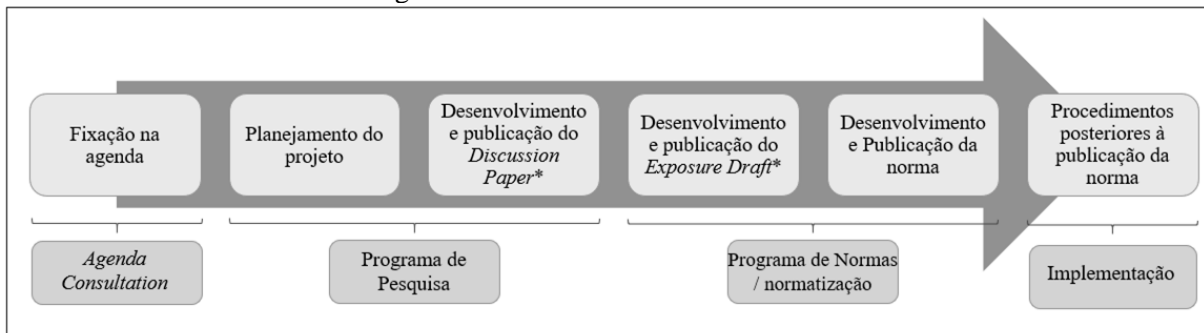 Fixação na
agenda
Planejamento do
projeto
Desenvolvimento
e publicação do
Discussion
Paper*
Desenvolvimento
e publicação do
Exposure Draft*
Desenvolvimento
e Publicação da
norma
Procedimentos
posteriores à
publicação da
norma
Agenda
Consultation
Programa de
Pesquisa
Programa de Normas
/ normatização
Implementação